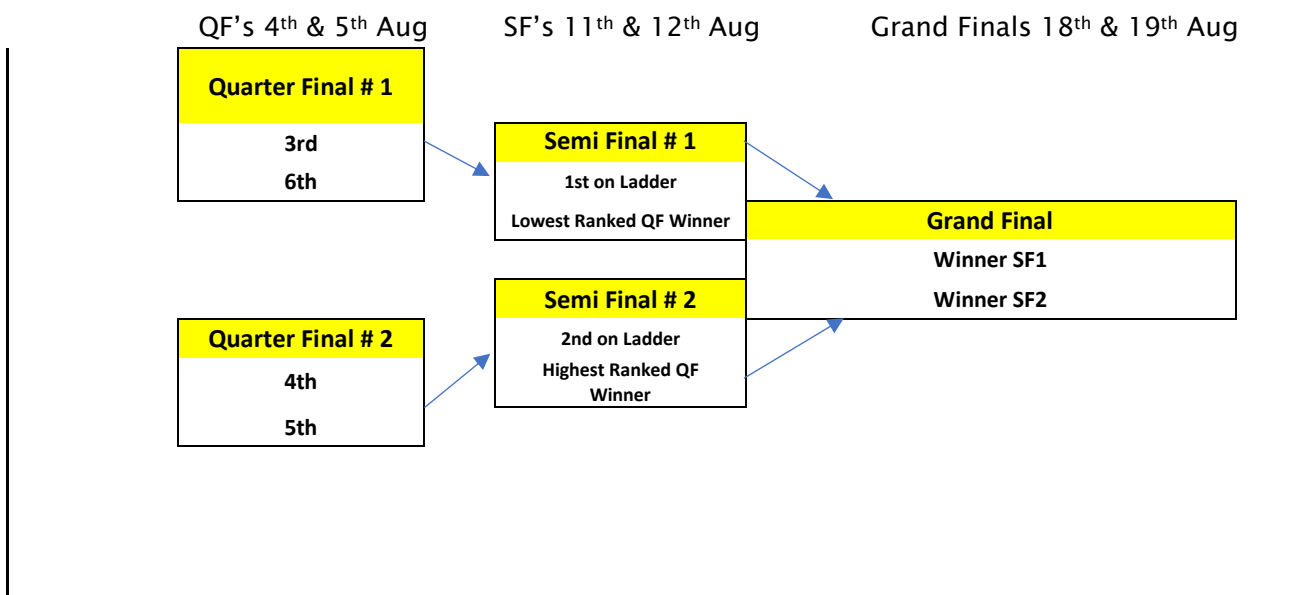 QF's 4th & 5th Aug
SF's 11th & 12th Aug
Grand Finals 18th & 19th Aug
Quarter Final # 1
3rd
6th
Semi Final # 1
1st on Ladder
Lowest Ranked QF Winner
Grand Final
Winner SF1
Winner SF2
Semi Final # 2
2nd on Ladder
Highest Ranked QF
Winner
Quarter Final # 2
4th
5th